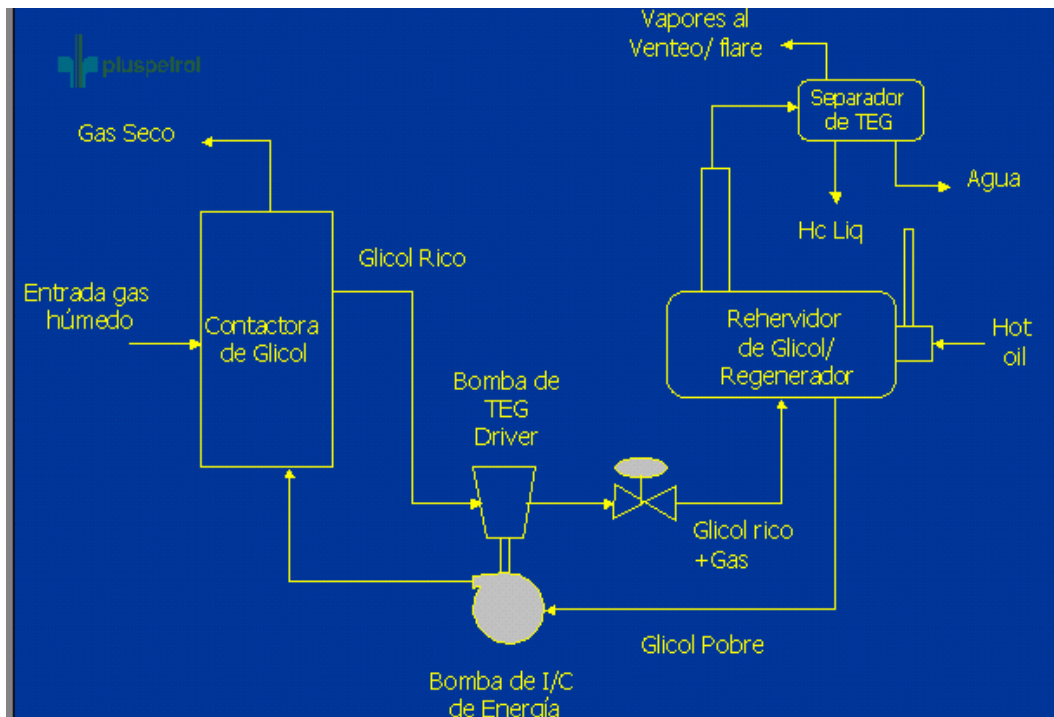 pluspetrol
Vapores al
Venteo/ flare
Separador
de TEG
Gas Seco
Agua
Hc Liq
Glicol Rico
Entrada gas
húmedo
Contactora
de Glicol
Rehervidor
de Glicol/
Regenerador
Hot
oil
Bomba de
TEG
Driver
Glicol rico
+Gas
Glicol Pobre
Bomba de I/C
de Energía